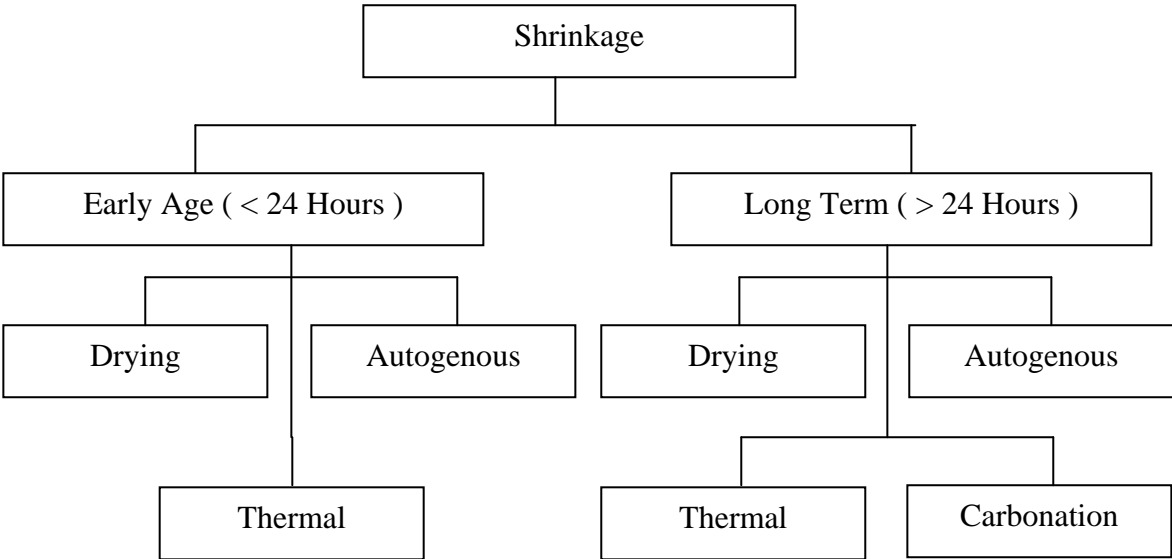 Shrinkage
Early Age ( < 24 Hours )
Long Term ( > 24 Hours )
Drying
Autogenous
Drying
Autogenous
Thermal
Thermal
Carbonation